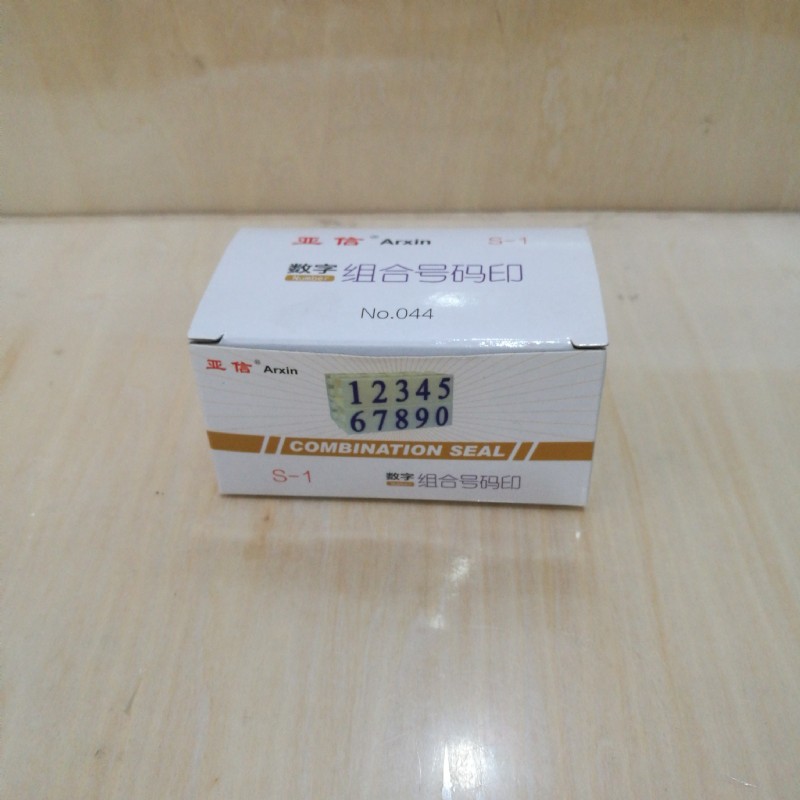 亚信® Arxin S-1
数字 组合号码印
Number
No.044
亚信® Arxin
12345
67890
COMBINATION SEAL
S-1 数字 组合号码印